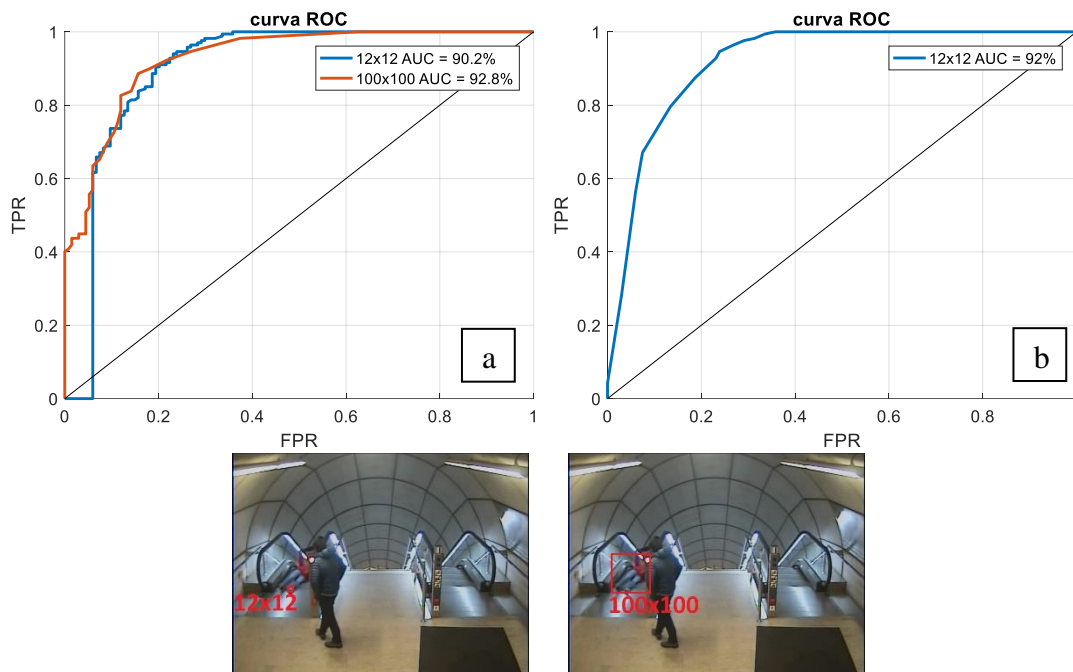 curva ROC
1
0.8
0.6
0.4
0.2
0
TPR
12x12 AUC = 90.2%
100x100 AUC = 92.8%
a
0 0.2 0.4 0.6 0.8 1
FPR
curva ROC
1
0.8
0.6
0.4
0.2
0
TPR
12x12 AUC = 92%
b
0 0.2 0.4 0.6 0.8
FPR
12x12
100x100